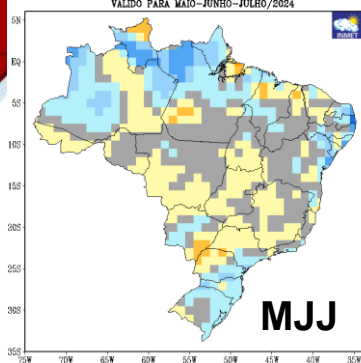 VALIDO PARA MAIO-JUNHO-JULHO/2024
INMET
5N
EQ
5S
10S
15S
20S
25S
30S
35S
MJJ
75W 70W 65W 60W 55W 50W 45W 40W 35W